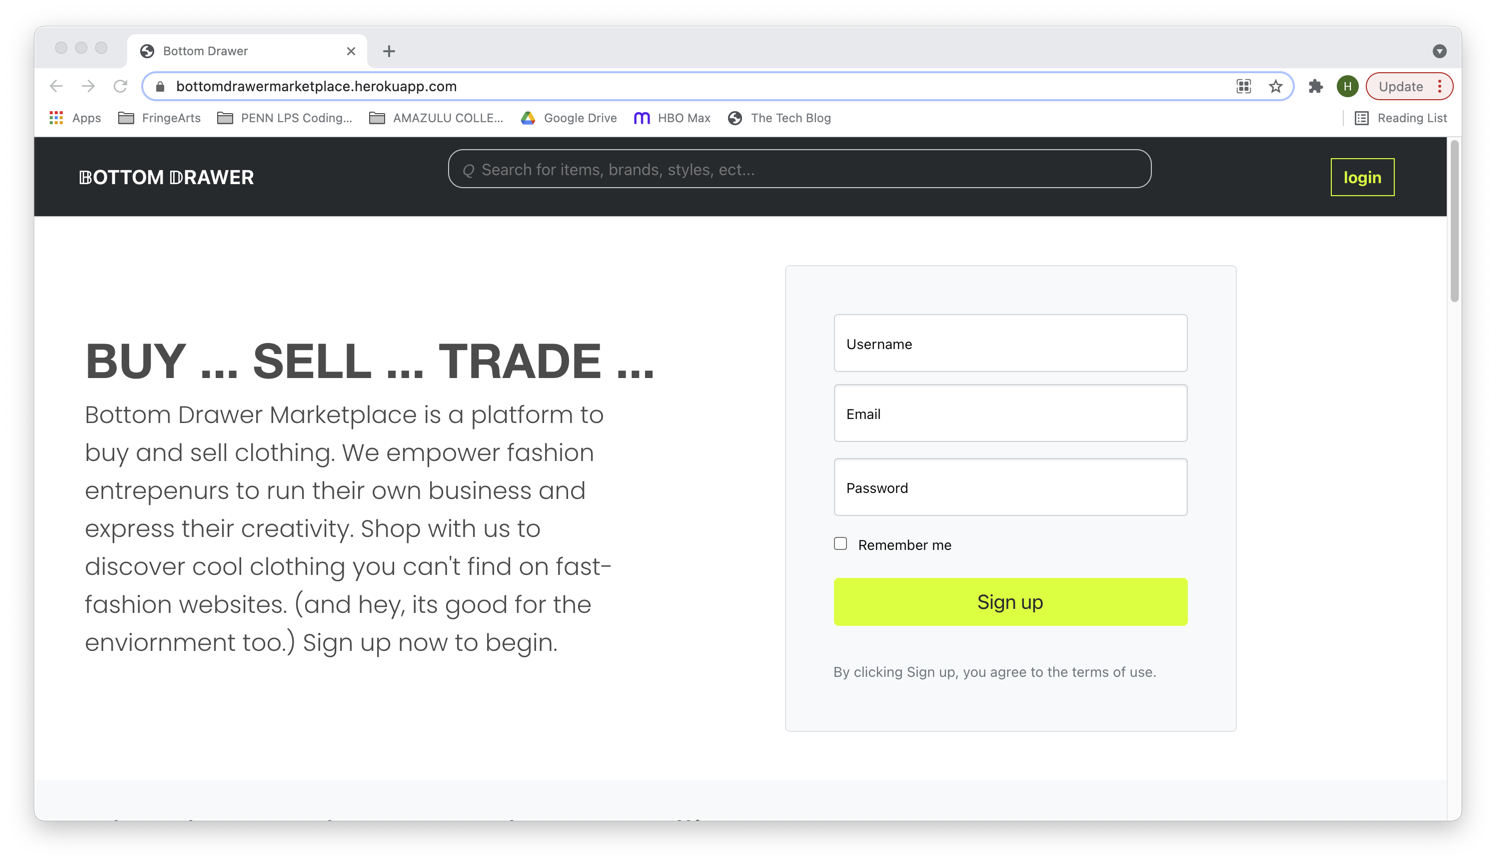 Bottom Drawer
bottomdrawermarketplace.herokuapp.com
H
Update
Apps
FringeArts
PENN LPS Coding...
AMAZULU COLLE...
Google Drive
HBO Max
The Tech Blog
Reading List
BOTTOM DRAWER
Search for items, brands, styles, ect...
login
BUY ... SELL ... TRADE ...
Bottom Drawer Marketplace is a platform to
buy and sell clothing. We empower fashion
entrepenurs to run their own business and
express their creativity. Shop with us to
discover cool clothing you can't find on fast-
fashion websites. (and hey, its good for the
enviornment too.) Sign up now to begin.
Username
Email
Password
Remember me
Sign up
By clicking Sign up, you agree to the terms of use.